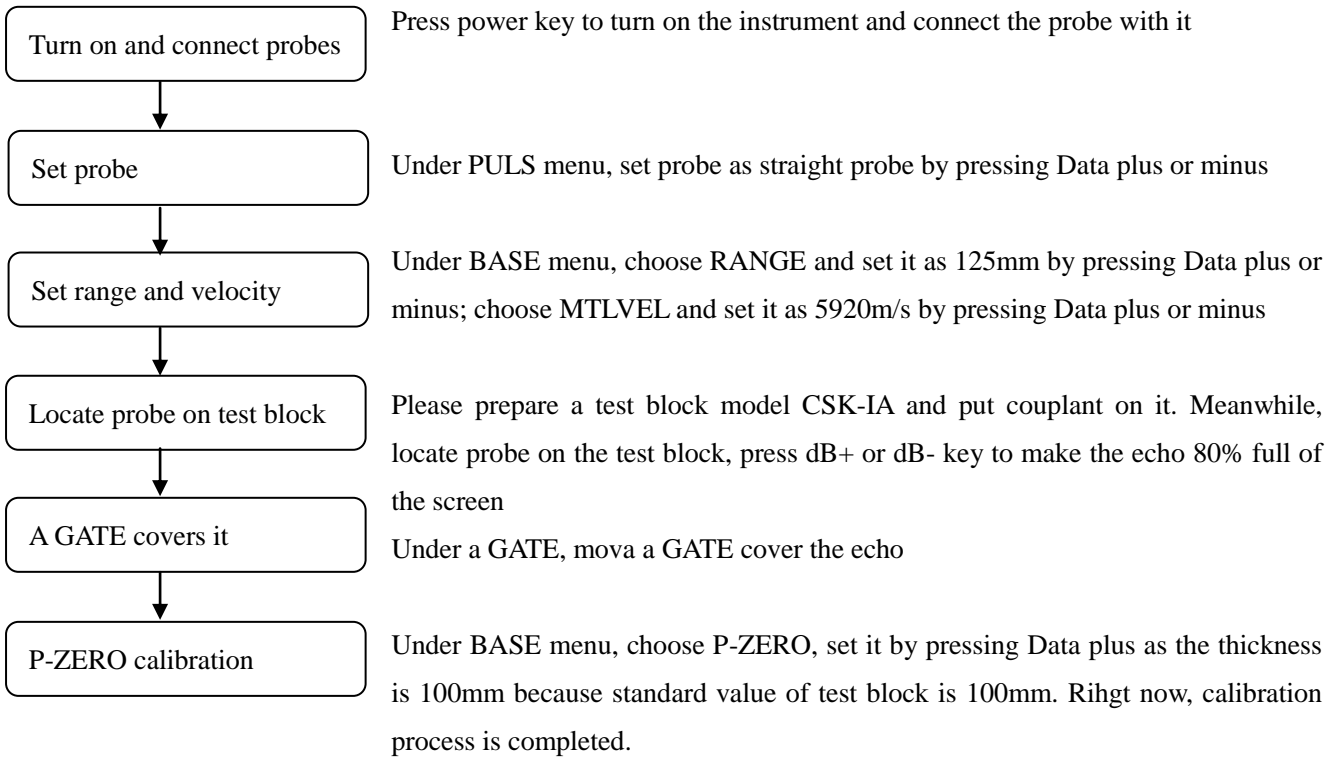 Turn on and connect probes
Press power key to turn on the instrument and connect the probe with it
Set probe
Under PULS menu, set probe as straight probe by pressing Data plus or minus
Set range and velocity
Under BASE menu, choose RANGE and set it as 125mm by pressing Data plus or
minus; choose MTLVEL and set it as 5920m/s by pressing Data plus or minus
Locate probe on test block
Please prepare a test block model CSK-IA and put couplant on it. Meanwhile,
locate probe on the test block, press dB+ or dB- key to make the echo 80% full of
the screen
A GATE covers it
Under a GATE, mova a GATE cover the echo
P-ZERO calibration
Under BASE menu, choose P-ZERO, set it by pressing Data plus as the thickness
is 100mm because standard value of test block is 100mm. Rihgt now, calibration
process is completed.